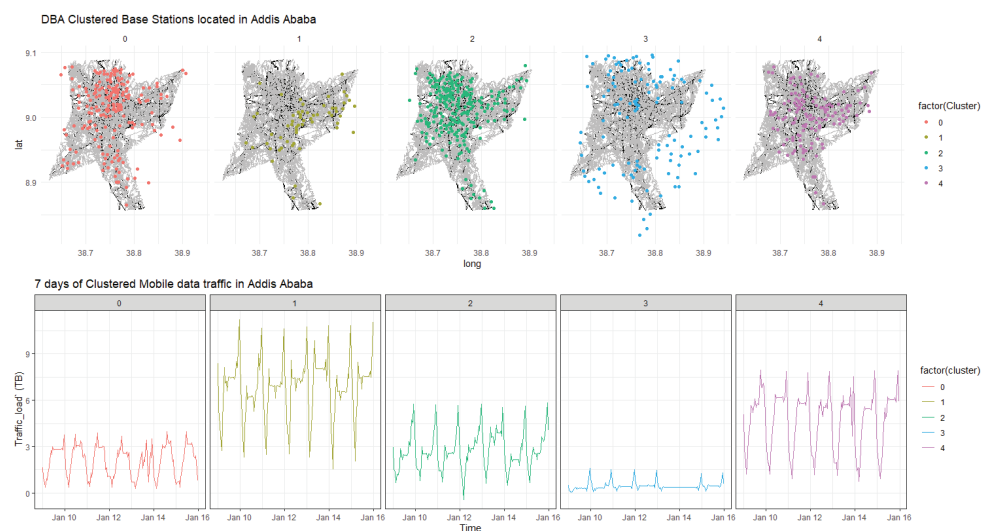 DBA Clustered Base Stations located in Addis Ababa
0 1 2 3 4
9.1
9.0
8.9
lat
38.7 38.8 38.9 38.7 38.8 38.9 38.7 38.8 38.9 38.7 38.8 38.9 38.7 38.8 38.9
long
factor(Cluster)
0
1
2
3
4
7 days of Clustered Mobile data traffic in Addis Ababa
0 1 2 3 4
9
6
3
0
Traffic_load` (TB)
Jan 10 Jan 12 Jan 14 Jan 16 Jan 10 Jan 12 Jan 14 Jan 16 Jan 10 Jan 12 Jan 14 Jan 16 Jan 10 Jan 12 Jan 14 Jan 16 Jan 10 Jan 12 Jan 14 Jan 16
Time
factor(cluster)
0
1
2
3
4